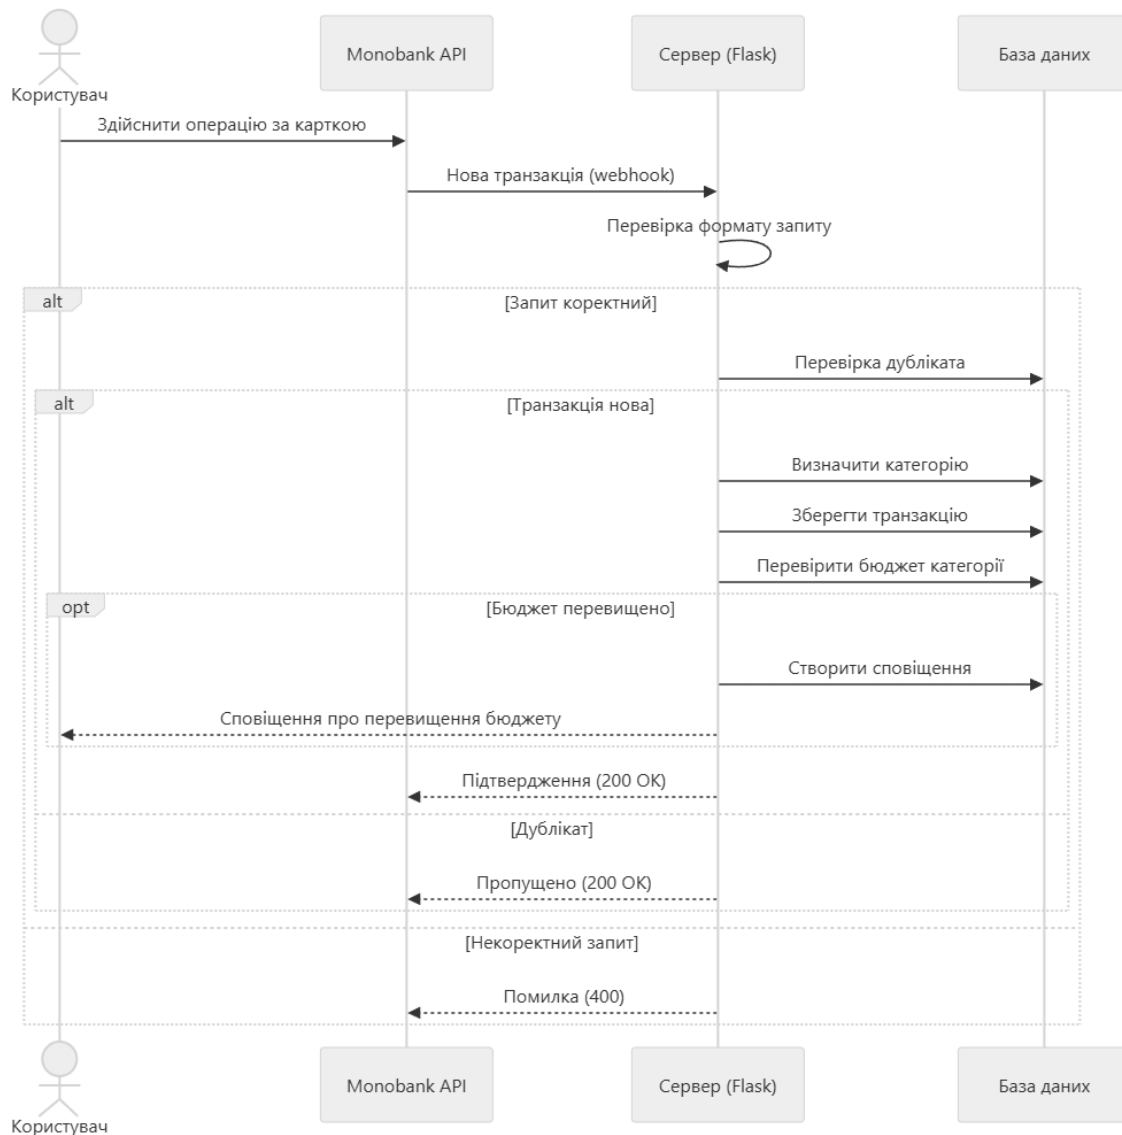 Користувач
Monobank API
Сервер (Flask)
База даних
Здійснити операцію за карткою
Нова транзакція (webhook)
Перевірка формату запиту
alt
[Запит коректний]
Перевірка дубліката
alt
[Транзакція нова]
Визначити категорію
Зберегти транзакцію
Перевірити бюджет категорії
opt
[Бюджет перевищено]
Створити сповіщення
Сповіщення про перевищення бюджету
Підтвердження (200 OK)
[Дублікат]
Пропущено (200 OK)
[Некоректний запит]
Помилка (400)
Користувач
Monobank API
Сервер (Flask)
База даних